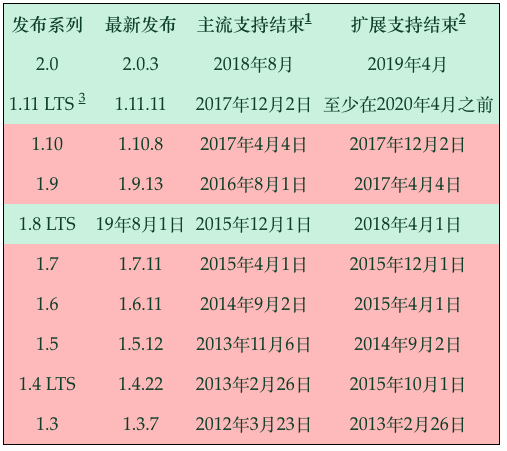 发布系列 最新发布 主流支持结束1 扩展支持结束2
2.0 2.0.3 2018年8月 2019年4月
1.11 LTS 3 1.11.11 2017年12月2日 至少在2020年4月之前
1.10 1.10.8 2017年4月4日 2017年12月2日
1.9 1.9.13 2016年8月1日 2017年4月4日
1.8 LTS 19年8月1日 2015年12月1日 2018年4月1日
1.7 1.7.11 2015年4月1日 2015年12月1日
1.6 1.6.11 2014年9月2日 2015年4月1日
1.5 1.5.12 2013年11月6日 2014年9月2日
1.4 LTS 1.4.22 2013年2月26日 2015年10月1日
1.3 1.3.7 2012年3月23日 2013年2月26日